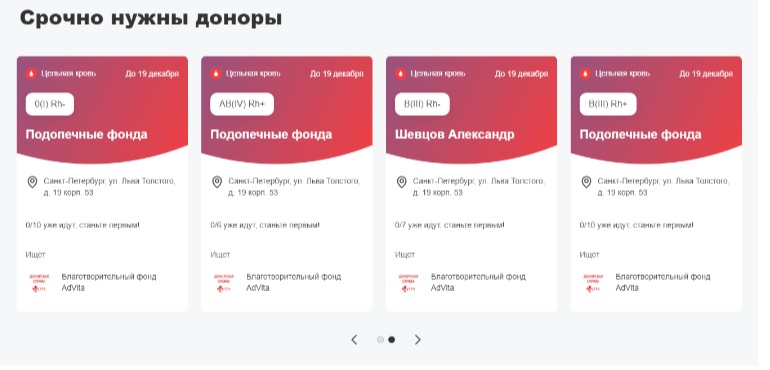 Срочно нужны доноры
Цельная кровь До 19 декабря
0(I) Rh-
Подопечные фонда
Санкт-Петербург, ул. Льва Толстого,
д. 19 корп. 53
0/10 уже идут, станьте первым!
Ищет
Благотворительный фонд
AdVita
Цельная кровь До 19 декабря
AB(IV) Rh+
Подопечные фонда
Санкт-Петербург, ул. Льва Толстого,
д. 19 корп. 53
0/6 уже идут, станьте первым!
Ищет
Благотворительный фонд
AdVita
Цельная кровь До 19 декабря
B(III) Rh-
Шевцов Александр
Санкт-Петербург, ул. Льва Толстого,
д. 19 корп. 53
0/7 уже идут, станьте первым!
Ищет
Благотворительный фонд
AdVita
Цельная кровь До 19 декабря
B(III) Rh+
Подопечные фонда
Санкт-Петербург, ул. Льва Толстого,
д. 19 корп. 53
0/10 уже идут, станьте первым!
Ищет
Благотворительный фонд
AdVita